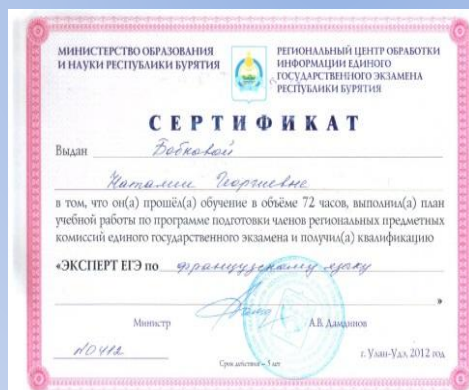 МИНИСТЕРСТВО ОБРАЗОВАНИЯ
И НАУКИ РЕСПУБЛИКИ БУРЯТИЯ
РЕГИОНАЛЬНЫЙ ЦЕНТР ОБРАБОТКИ
ИНФОРМАЦИИ ЕДИНОГО
ГОСУДАРСТВЕННОГО ЭКЗАМЕНА
РЕСПУБЛИКИ БУРЯТИЯ
СЕРТИФИКАТ
Выдан Бобковой
Наталии Георгиевне
в том, что он(а) прошёл(а) обучение в объёме 72 часов, выполнил(а) план
учебной работы по программе подготовки членов региональных предметных
комиссий единого государственного экзамена и получил(а) квалификацию
«ЭКСПЕРТ ЕГЭ по французскому языку
»
Министр А.В. Дамдинов
№0412 г. Улан-Удэ, 2012 год
Срок действия – 3 лет